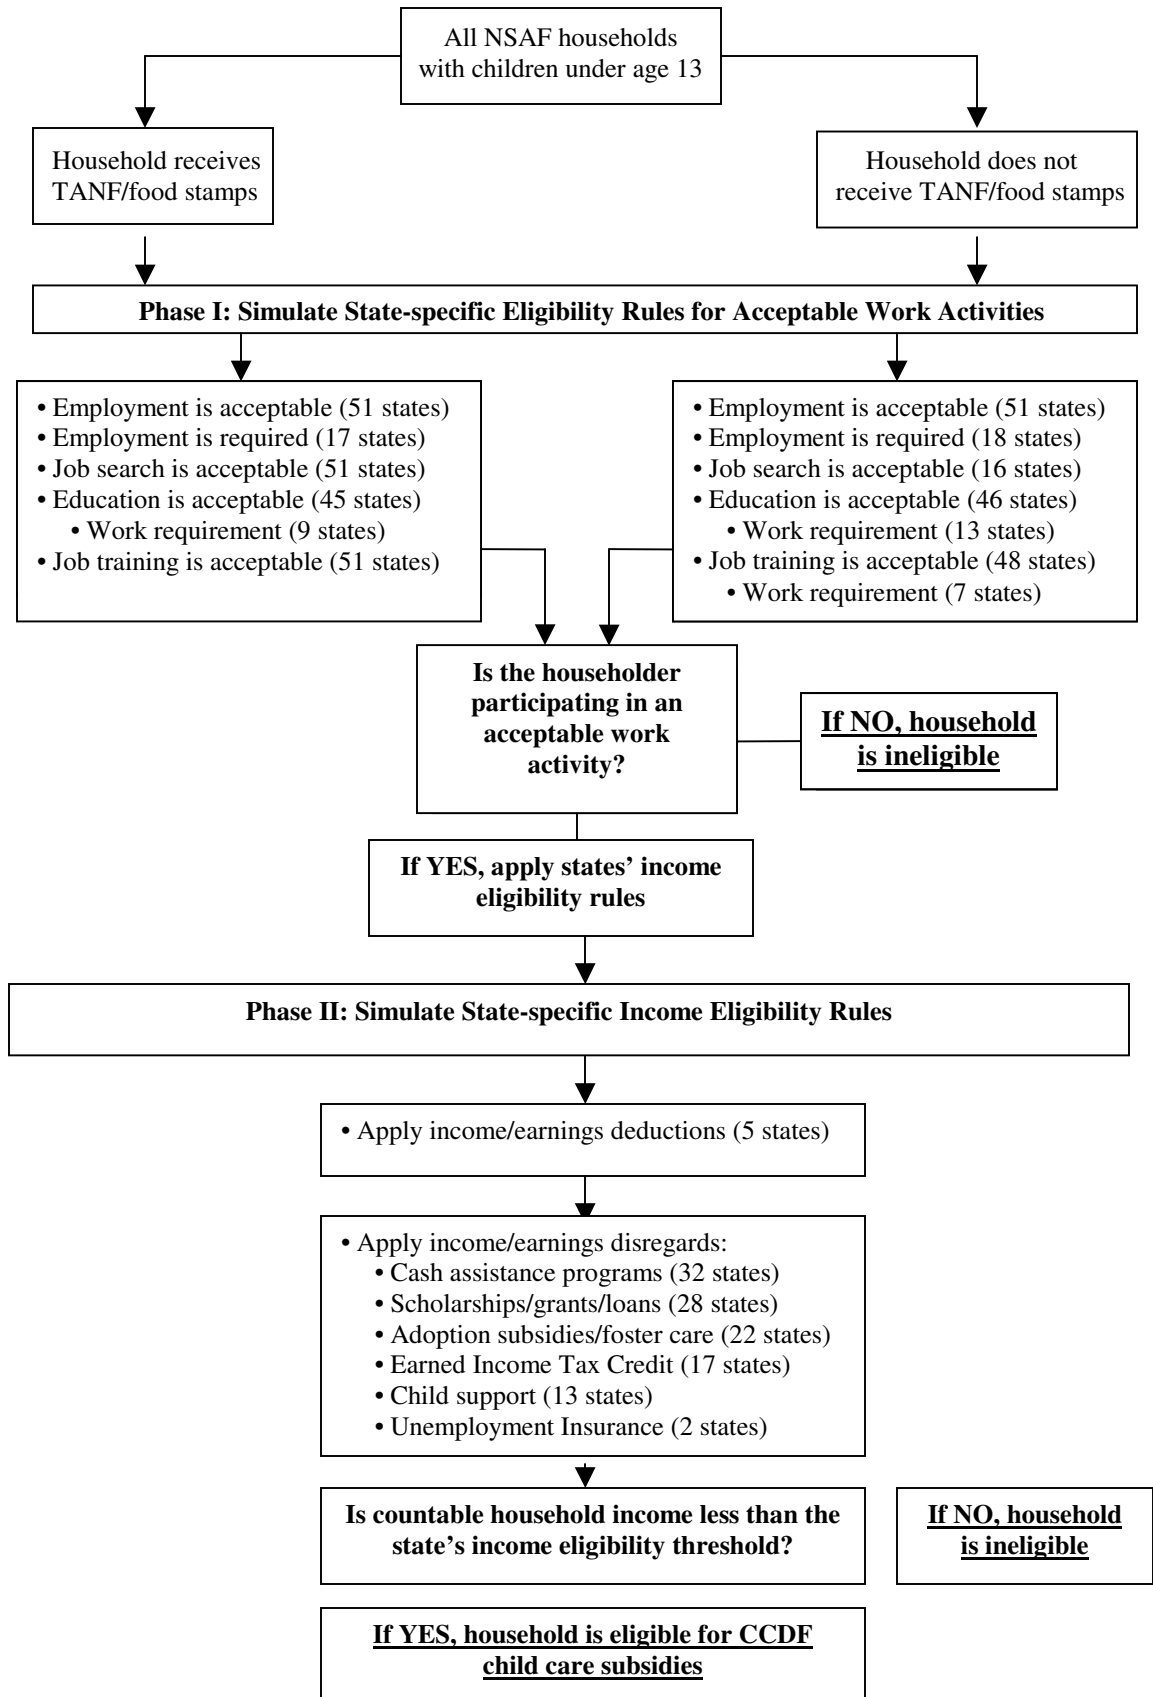 All NSAF households
with children under age 13
Household receives
TANF/food stamps
Household does not
receive TANF/food stamps
Phase I: Simulate State-specific Eligibility Rules for Acceptable Work Activities
• Employment is acceptable (51 states)
• Employment is required (17 states)
• Job search is acceptable (51 states)
• Education is acceptable (45 states)
• Work requirement (9 states)
• Job training is acceptable (51 states)
• Employment is acceptable (51 states)
• Employment is required (18 states)
• Job search is acceptable (16 states)
• Education is acceptable (46 states)
• Work requirement (13 states)
• Job training is acceptable (48 states)
• Work requirement (7 states)
Is the householder
participating in an
acceptable work
activity?
If NO, household
is ineligible
If YES, apply states’ income
eligibility rules
Phase II: Simulate State-specific Income Eligibility Rules
• Apply income/earnings deductions (5 states)
• Apply income/earnings disregards:
• Cash assistance programs (32 states)
• Scholarships/grants/loans (28 states)
• Adoption subsidies/foster care (22 states)
• Earned Income Tax Credit (17 states)
• Child support (13 states)
• Unemployment Insurance (2 states)
Is countable household income less than the
state’s income eligibility threshold?
If NO, household
is ineligible
If YES, household is eligible for CCDF
child care subsidies